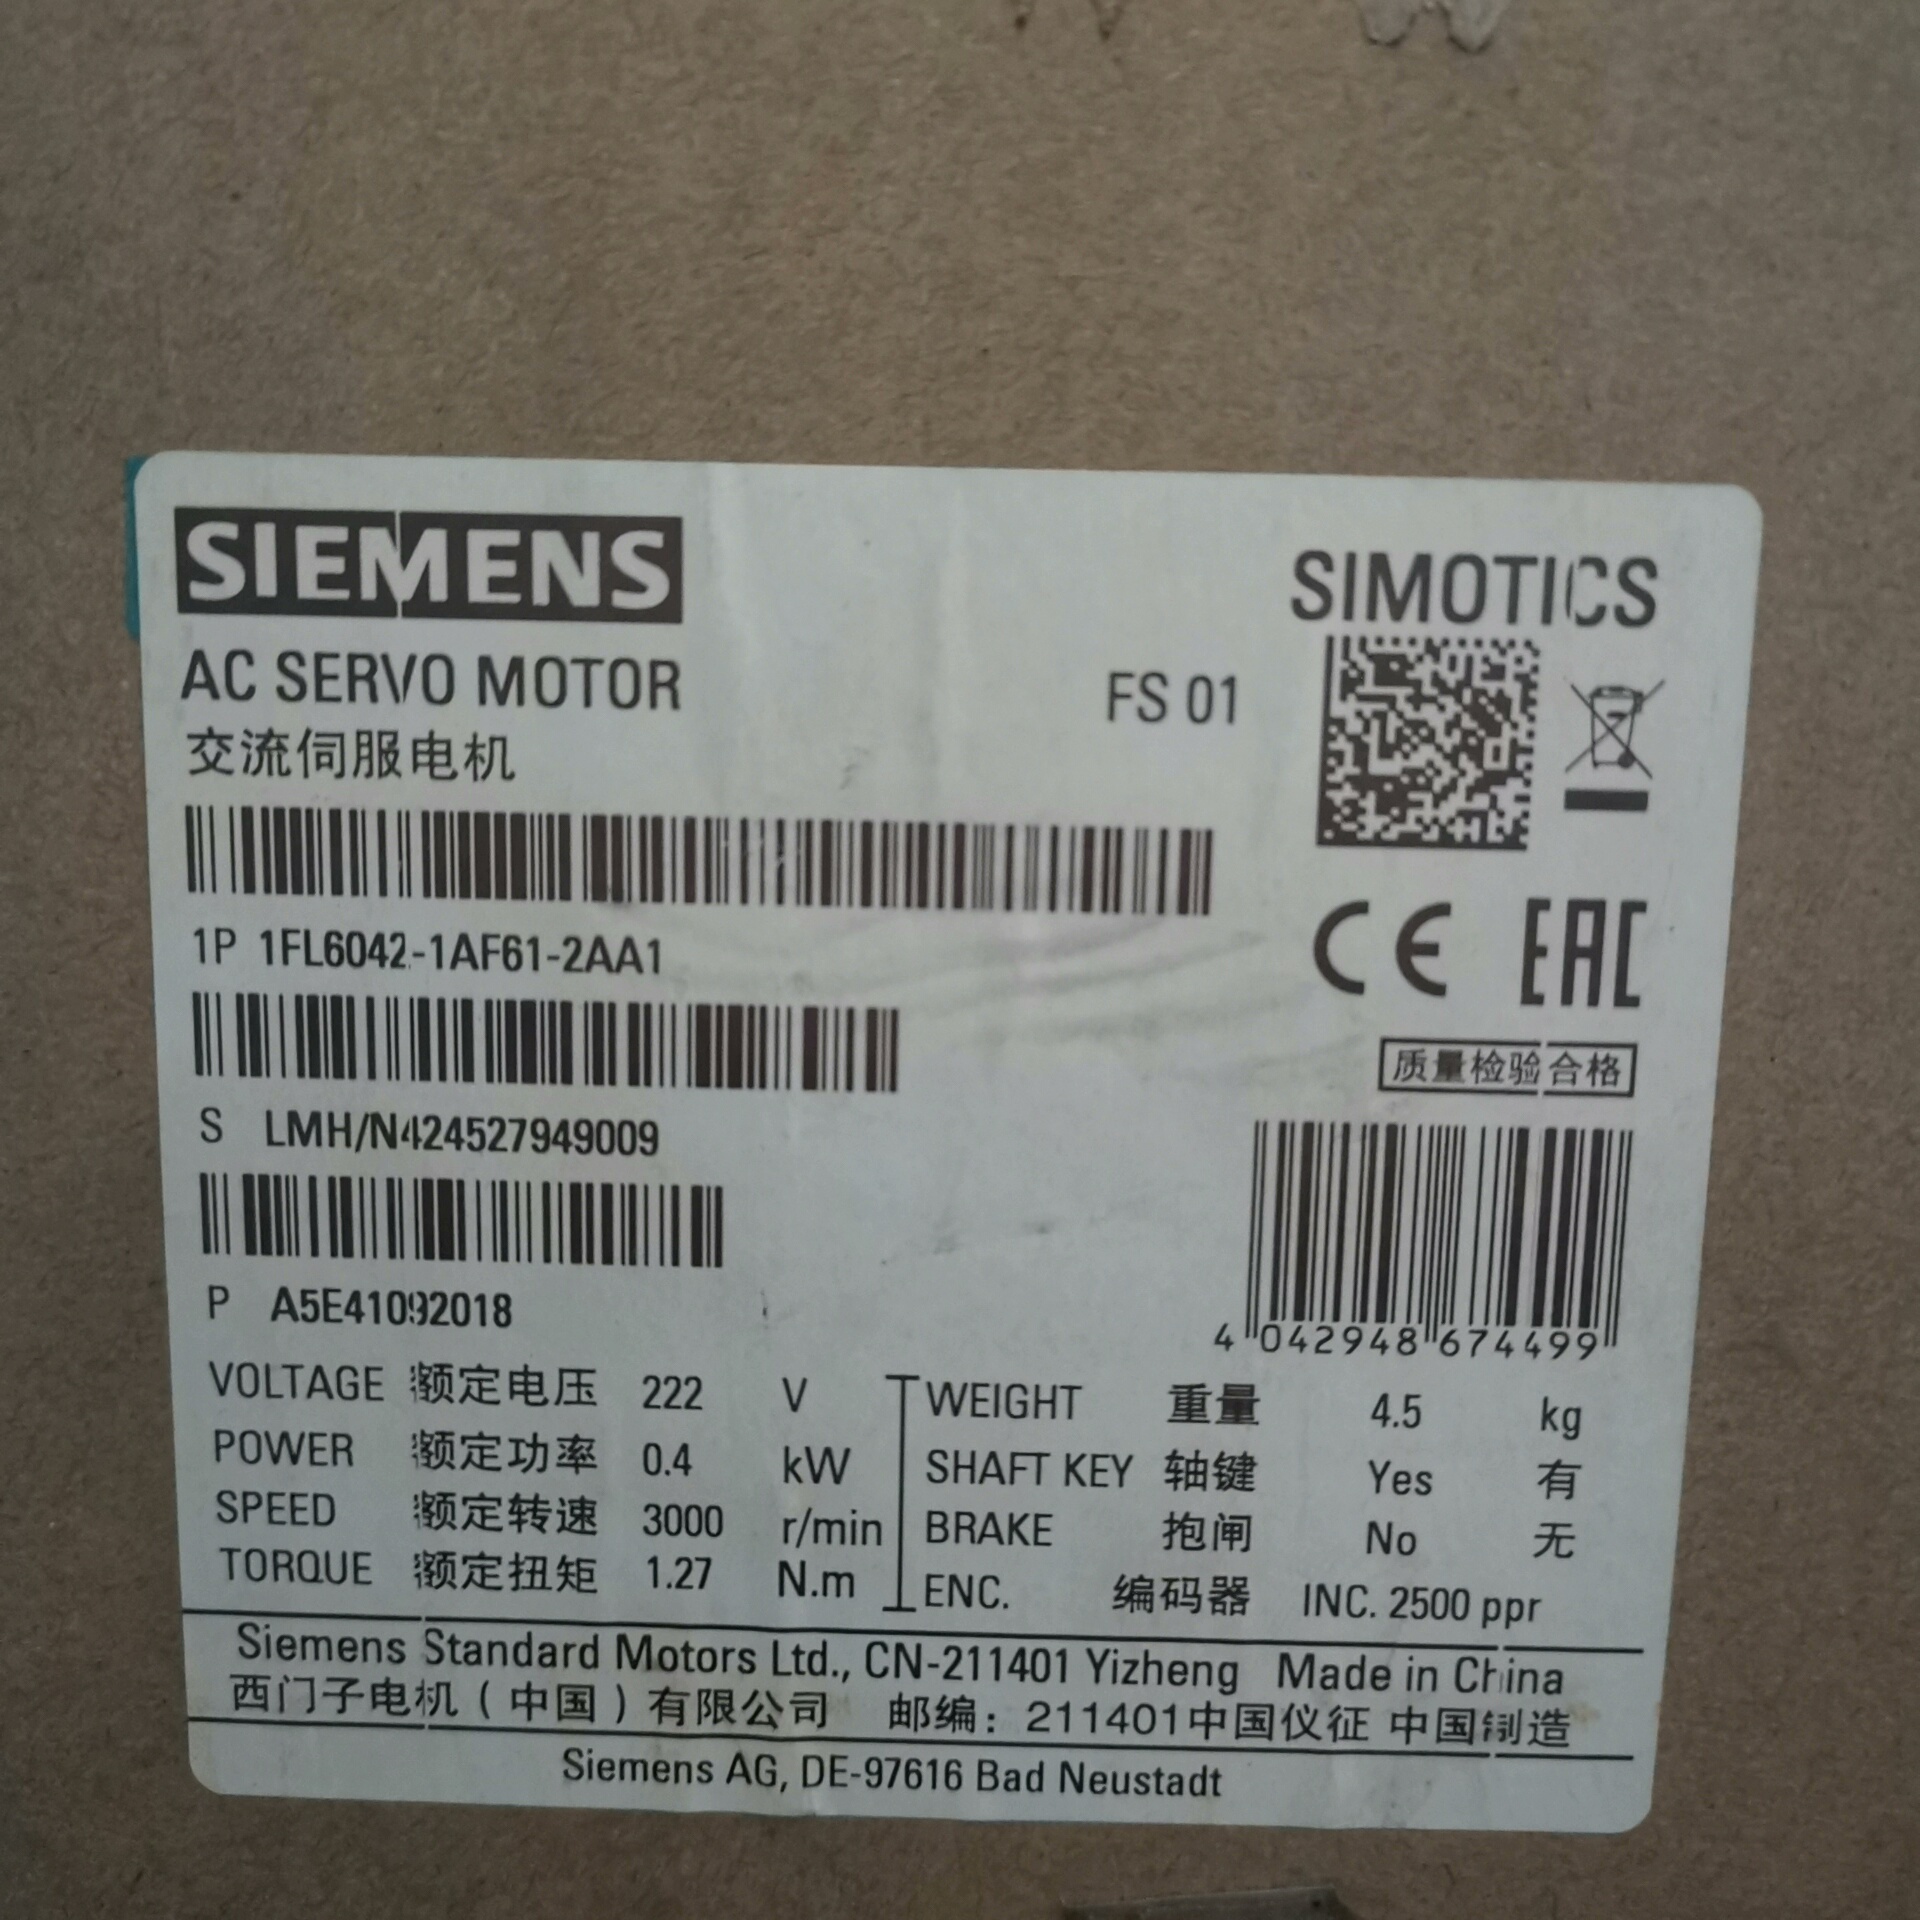 SIEMENS
SIMOTICS
AC SERVO MOTOR
FS 01
交流伺服电机
1P 1FL6042-1AF61-2AA1
CE EAC
质量检验合格
S LMH/N424527949009
P A5E41092018
4 042948 674499
VOLTAGE 额定电压 222 V WEIGHT 重量 4.5 kg
POWER 额定功率 0.4 kW SHAFT KEY 轴键 Yes 有
SPEED 额定转速 3000 r/min BRAKE 抱闸 No 无
TORQUE 额定扭矩 1.27 N.m ENC. 编码器 INC. 2500 ppr
Siemens Standard Motors Ltd., CN-211401 Yizheng Made in China
西门子电机（中国）有限公司 邮编：211401中国仪征 中国制造
Siemens AG, DE-97616 Bad Neustadt